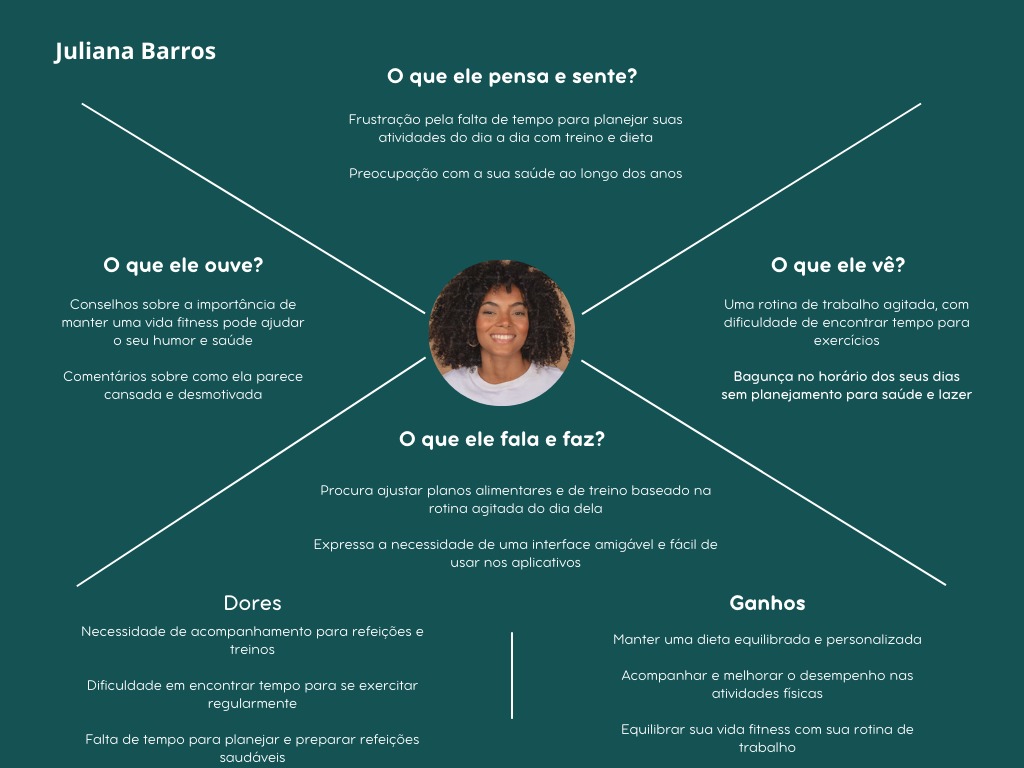 Juliana Barros
O que ele pensa e sente?
Frustração pela falta de tempo para planejar suas
atividades do dia a dia com treino e dieta
Preocupação com a sua saúde ao longo dos anos
O que ele ouve?
Conselhos sobre a importância de
manter uma vida fitness pode ajudar
o seu humor e saúde
Comentários sobre como ela parece
cansada e desmotivada
O que ele vê?
Uma rotina de trabalho agitada, com
dificuldade de encontrar tempo para
exercícios
Bagunça no horário dos seus dias
sem planejamento para saúde e lazer
O que ele fala e faz?
Procura ajustar planos alimentares e de treino baseado na
rotina agitada do dia dela
Expressa a necessidade de uma interface amigável e fácil de
usar nos aplicativos
Dores
Necessidade de acompanhamento para refeições e
treinos
Dificuldade em encontrar tempo para se exercitar
regularmente
Falta de tempo para planejar e preparar refeições
saudáveis
Ganhos
Manter uma dieta equilibrada e personalizada
Acompanhar e melhorar o desempenho nas
atividades físicas
Equilibrar sua vida fitness com sua rotina de
trabalho